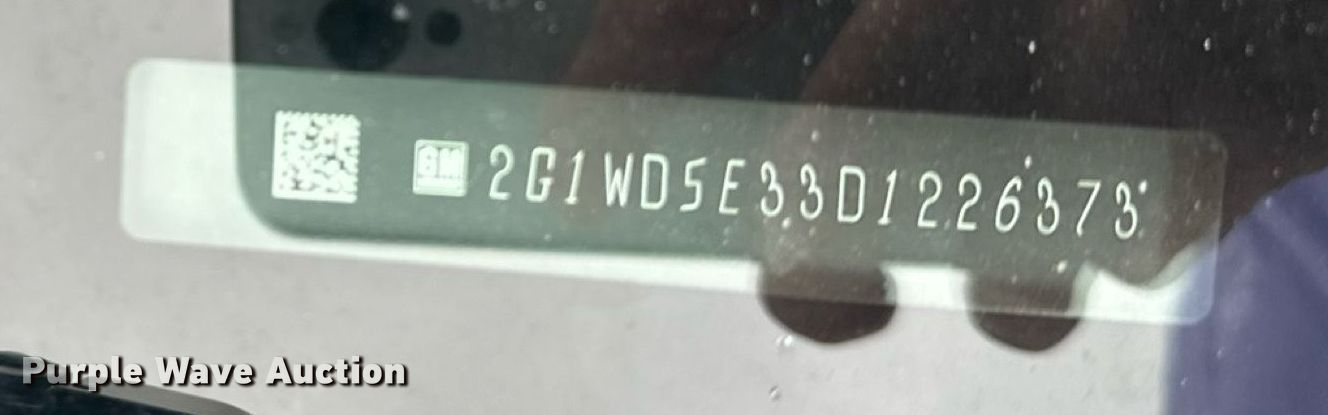 GM 2G1WD5E33D1226373
Purple Wave Auction